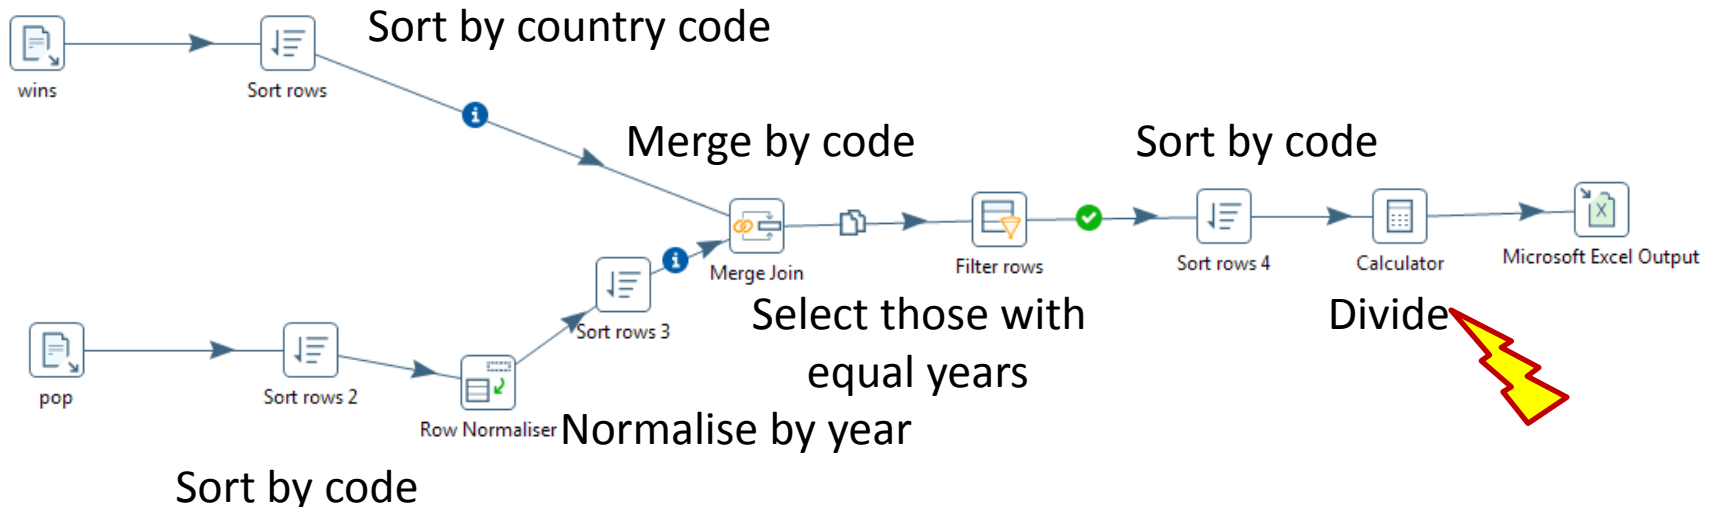 Sort by country code
wins
Sort rows
Merge by code
Sort by code
Merge Join
Filter rows
Sort rows 4
Calculator
Microsoft Excel Output
Sort rows 3
Select those with
equal years
Divide
pop
Sort rows 2
Row Normaliser
Normalise by year
Sort by code